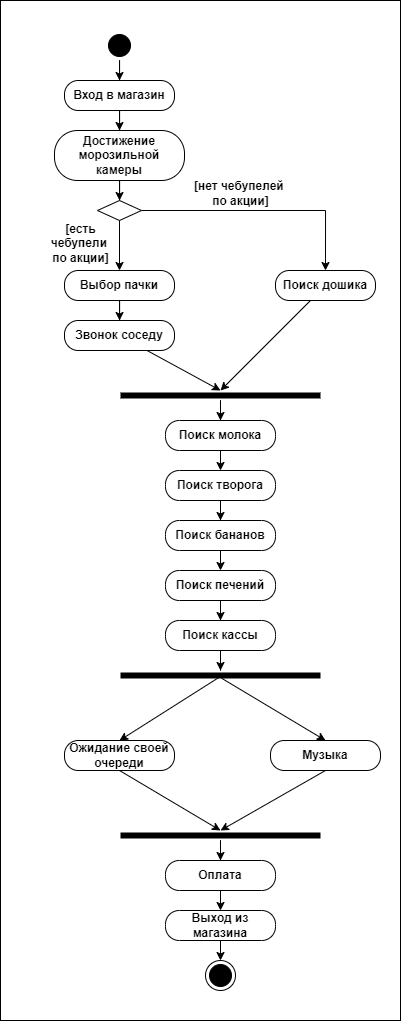 Вход в магазин
Достижение
морозильной
камеры
[нет чебупелей
по акции]
[есть
чебупели
по акции]
Выбор пачки
Поиск дошика
Звонок соседу
Поиск молока
Поиск творога
Поиск бананов
Поиск печений
Поиск кассы
Ожидание своей
очереди
Музыка
Оплата
Выход из
магазина